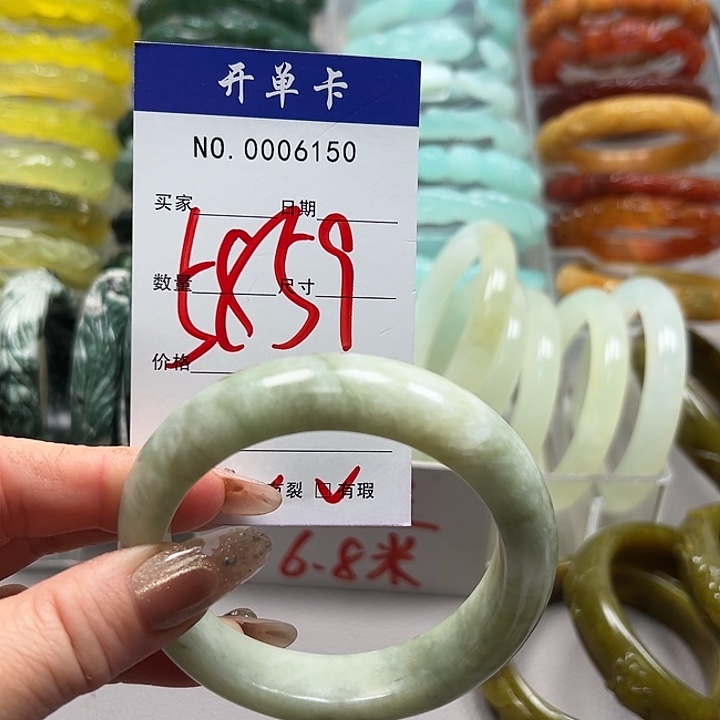 开单卡
NO. 0006150
买家 日期
5859
数量 尺寸
价格
裂 有瑕
6.8米